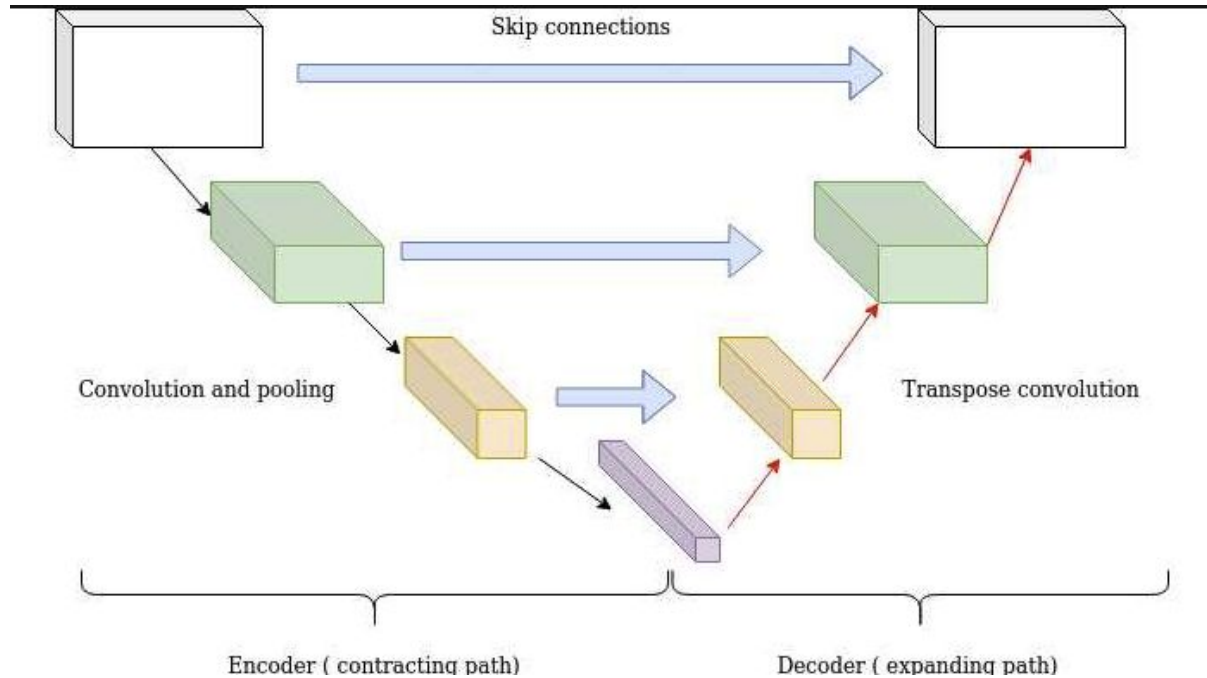 Skip connections
Convolution and pooling
Transpose convolution
Encoder ( contracting path)
Decoder ( expanding path)